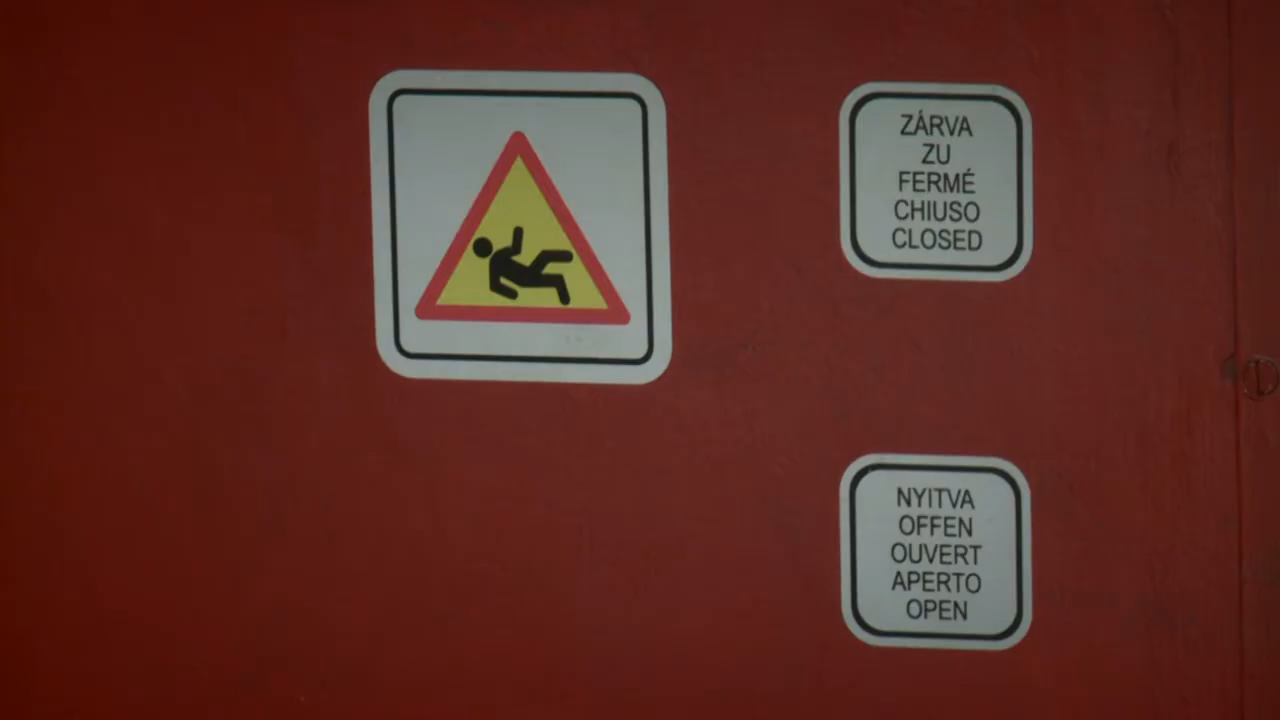 ZÁRVA
ZU
FERMÉ
CHIUSO
CLOSED
NYITVA
OFFEN
OUVERT
APERTO
OPEN